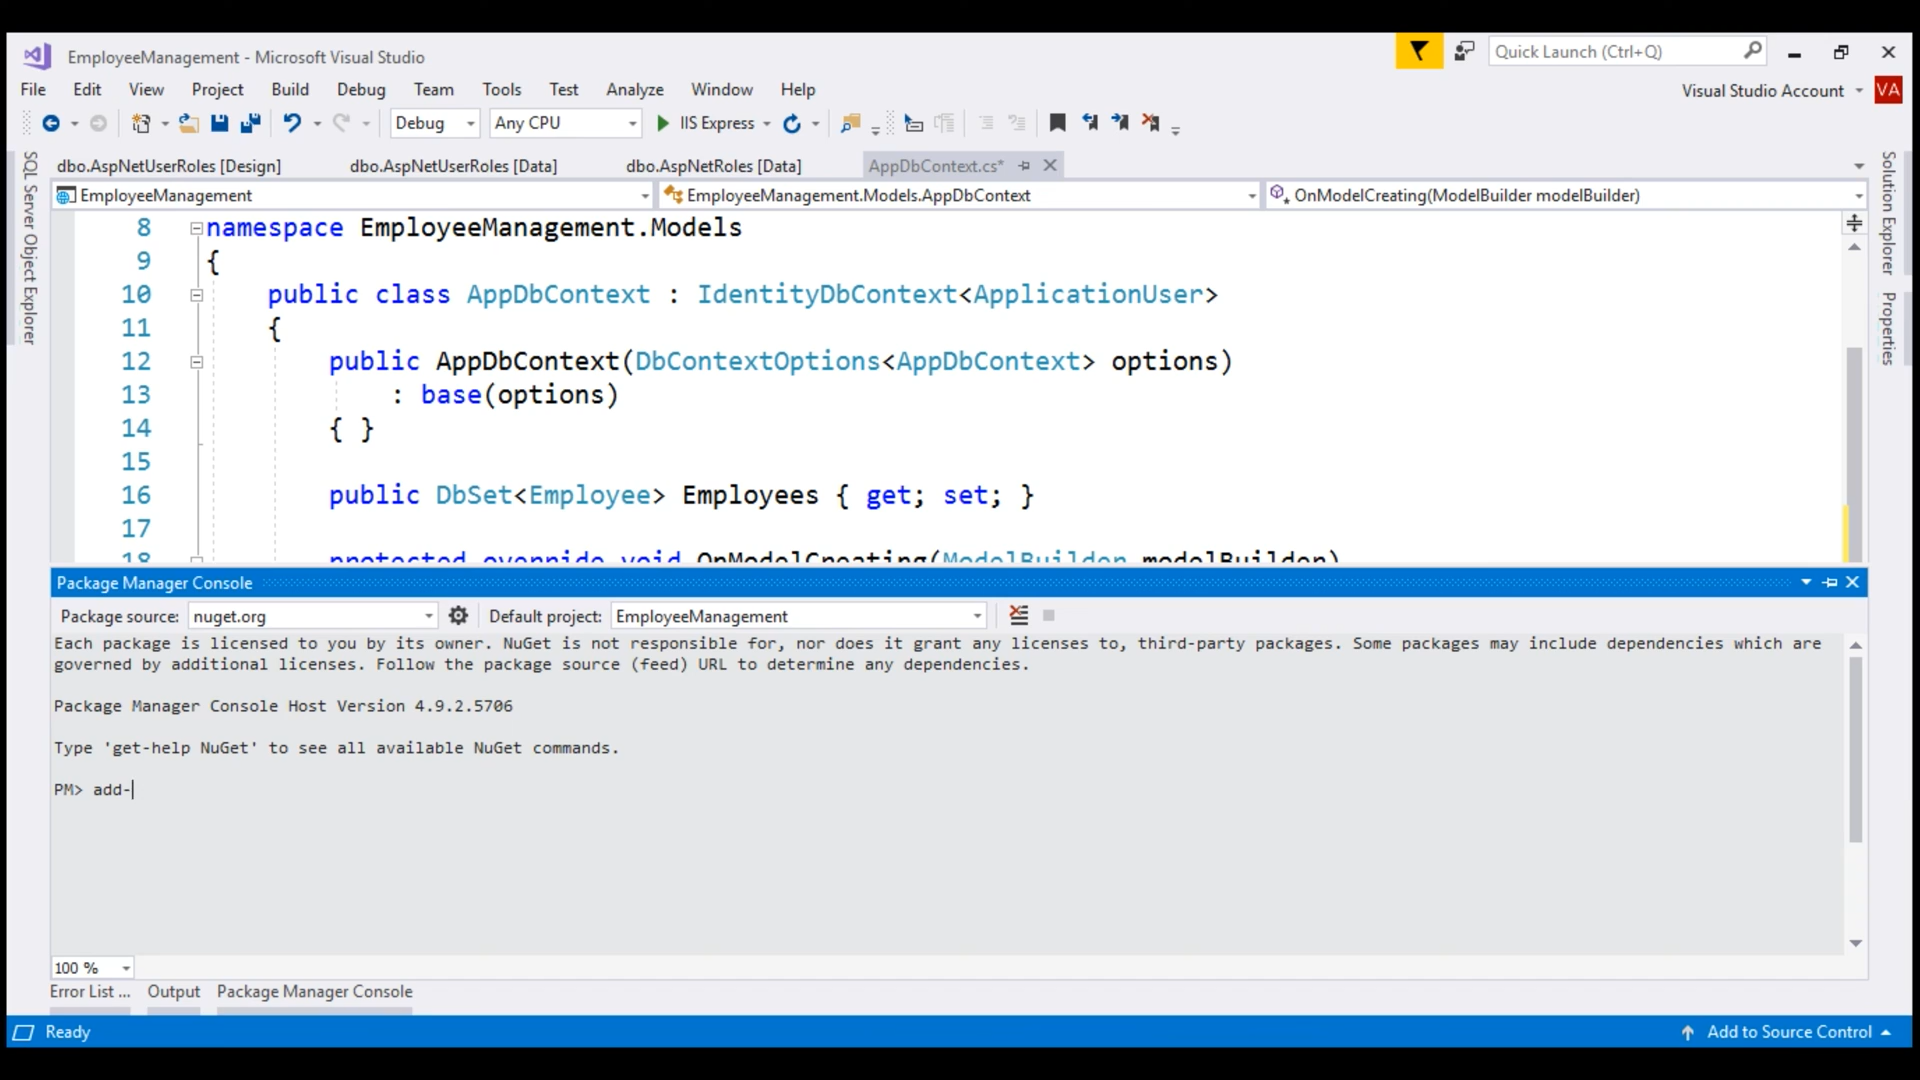 EmployeeManagement - Microsoft Visual Studio
Quick Launch (Ctrl+Q)
File Edit View Project Build Debug Team Tools Test Analyze Window Help
Visual Studio Account VA
Debug Any CPU IIS Express
SQL Server Object Explorer
dbo.AspNetUserRoles [Design] dbo.AspNetUserRoles [Data] dbo.AspNetRoles [Data] AppDbContext.cs*
EmployeeManagement EmployeeManagement.Models.AppDbContext OnModelCreating(ModelBuilder modelBuilder)
Solution Explorer
Properties
8 namespace EmployeeManagement.Models
9 {
10 public class AppDbContext : IdentityDbContext<ApplicationUser>
11 {
12 public AppDbContext(DbContextOptions<AppDbContext> options)
13 : base(options)
14 { }
15
16 public DbSet<Employee> Employees { get; set; }
17
18 protected override void OnModelCreating(ModelBuilder modelBuilder)
Package Manager Console
Package source: nuget.org Default project: EmployeeManagement
Each package is licensed to you by its owner. NuGet is not responsible for, nor does it grant any licenses to, third-party packages. Some packages may include dependencies which are
governed by additional licenses. Follow the package source (feed) URL to determine any dependencies.
Package Manager Console Host Version 4.9.2.5706
Type 'get-help NuGet' to see all available NuGet commands.
PM> add-
100 %
Error List ... Output Package Manager Console
Ready Add to Source Control